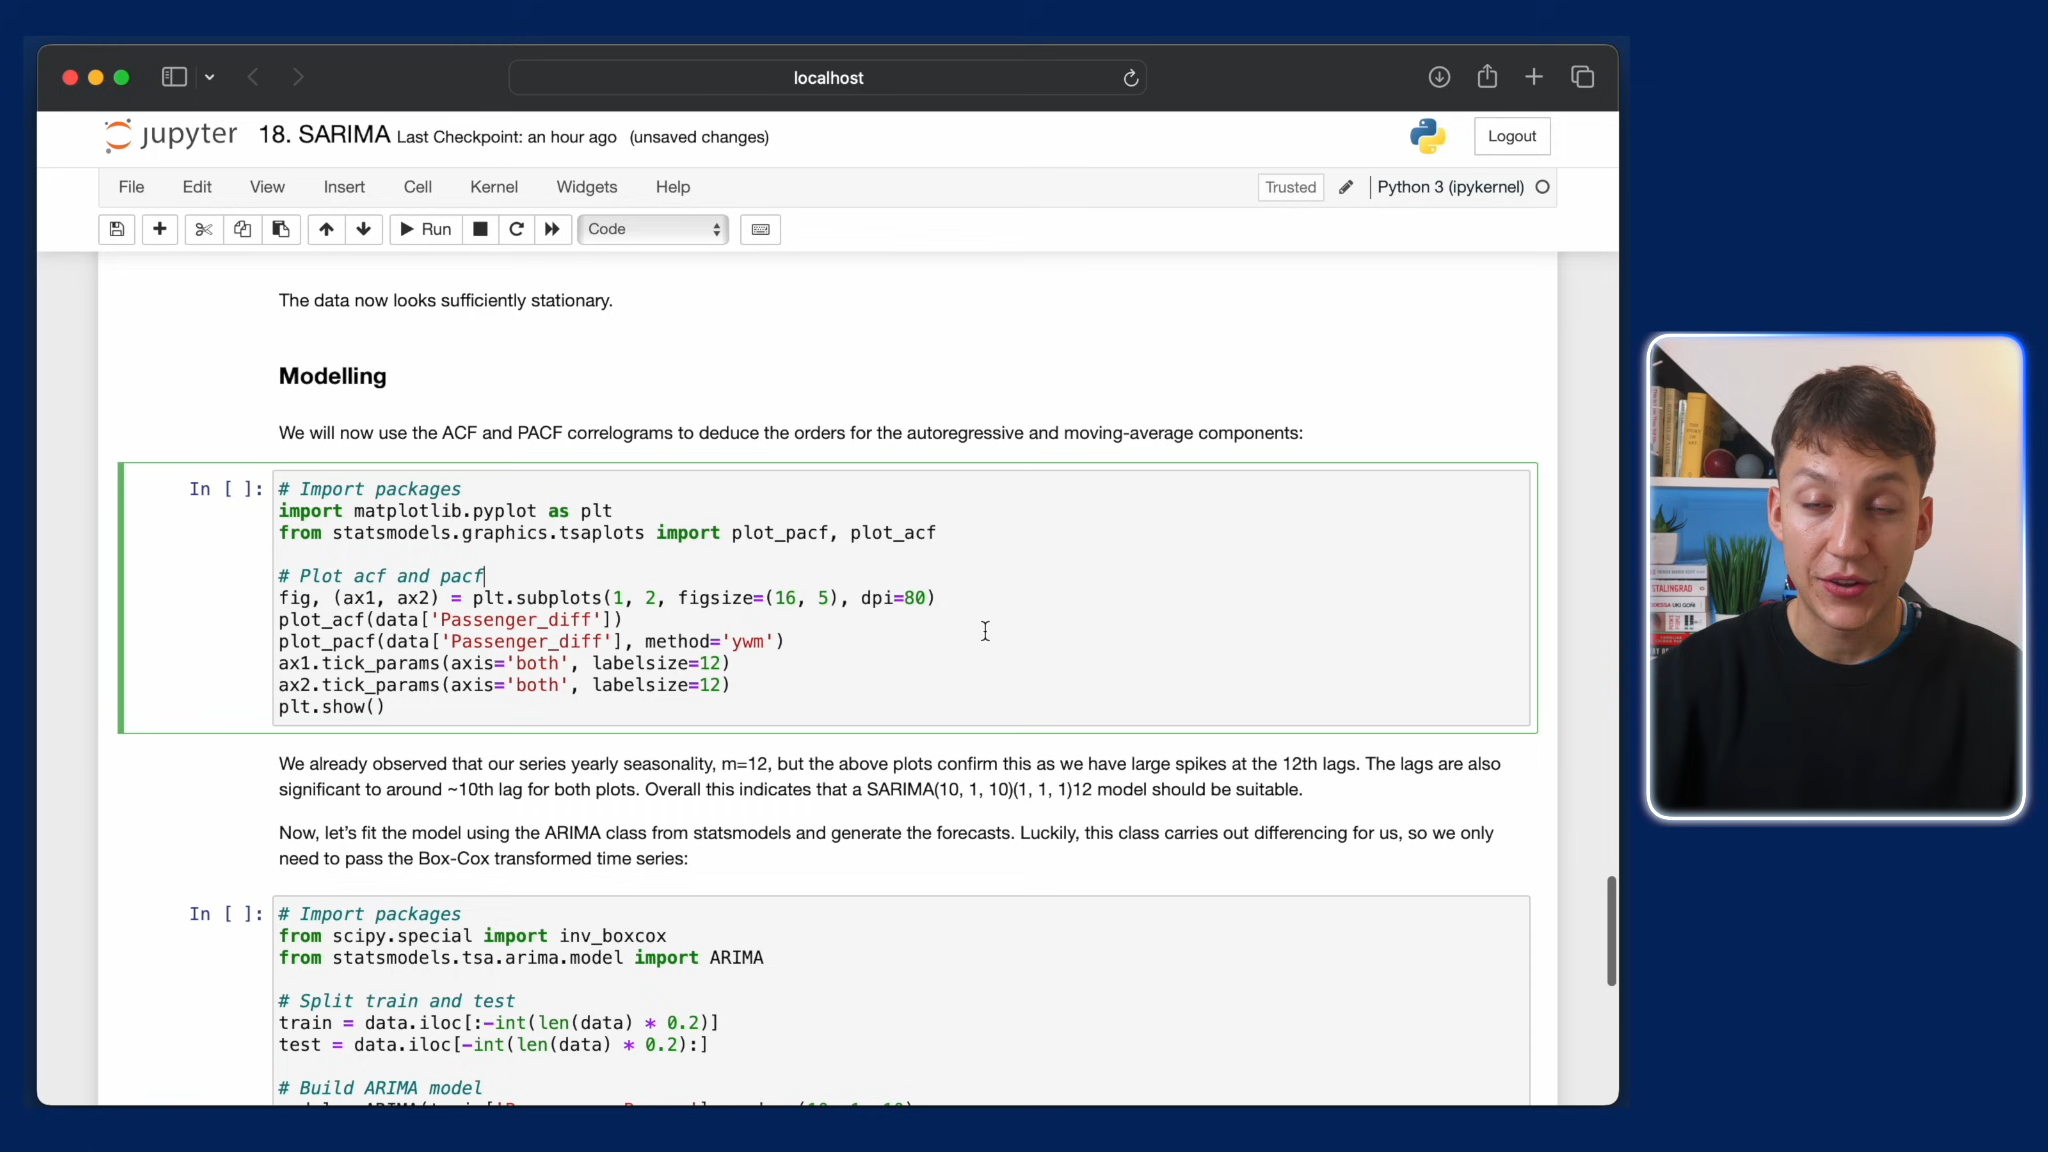 localhost
jupyter 18. SARIMA Last Checkpoint: an hour ago (unsaved changes)
Logout
File Edit View Insert Cell Kernel Widgets Help
Trusted Python 3 (ipykernel)
Run Code
The data now looks sufficiently stationary.
Modelling
We will now use the ACF and PACF correlograms to deduce the orders for the autoregressive and moving-average components:
In [ ]: # Import packages
import matplotlib.pyplot as plt
from statsmodels.graphics.tsaplots import plot_pacf, plot_acf
# Plot acf and pacf
fig, (ax1, ax2) = plt.subplots(1, 2, figsize=(16, 5), dpi=80)
plot_acf(data['Passenger_diff'])
plot_pacf(data['Passenger_diff'], method='ywm')
ax1.tick_params(axis='both', labelsize=12)
ax2.tick_params(axis='both', labelsize=12)
plt.show()
We already observed that our series yearly seasonality, m=12, but the above plots confirm this as we have large spikes at the 12th lags. The lags are also
significant to around ~10th lag for both plots. Overall this indicates that a SARIMA(10, 1, 10)(1, 1, 1)12 model should be suitable.
Now, let's fit the model using the ARIMA class from statsmodels and generate the forecasts. Luckily, this class carries out differencing for us, so we only
need to pass the Box-Cox transformed time series:
In [ ]: # Import packages
from scipy.special import inv_boxcox
from statsmodels.tsa.arima.model import ARIMA
# Split train and test
train = data.iloc[:-int(len(data) * 0.2)]
test = data.iloc[-int(len(data) * 0.2):]
# Build ARIMA model
STALINGRAD